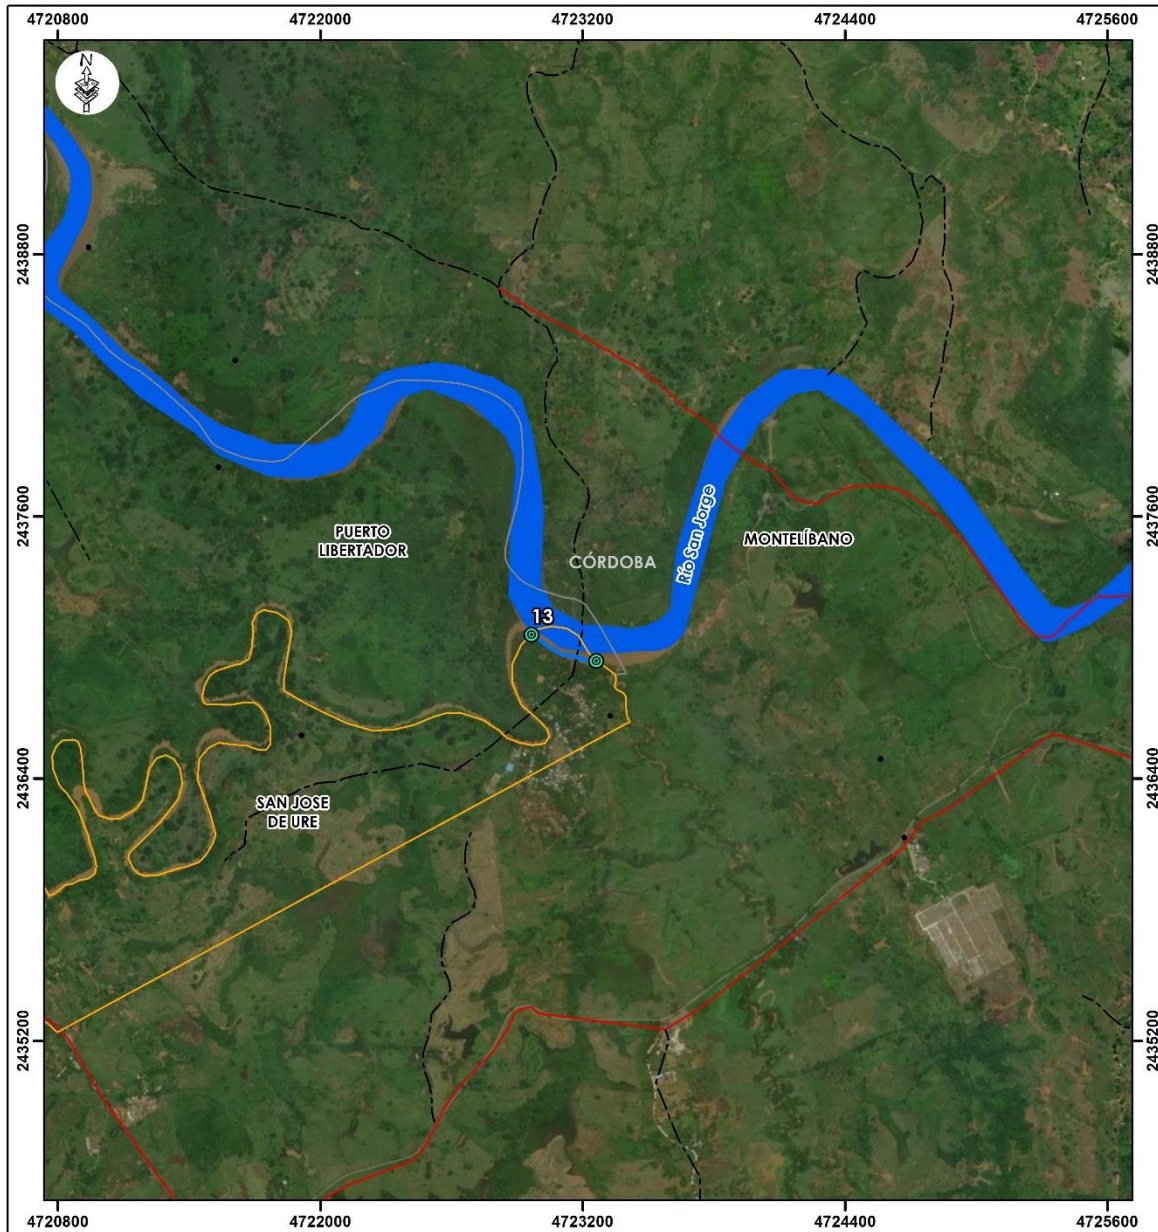 4720800 4722000 4723200 4724400 4725600
N
2438800 2438800
2437600 2437600
PUERTO
LIBERTADOR
CÓRDOBA
Río San Jorge
MONTELÍBANO
13
2436400 2436400
SAN JOSE
DE URE
2435200 2435200
4720800 4722000 4723200 4724400 4725600